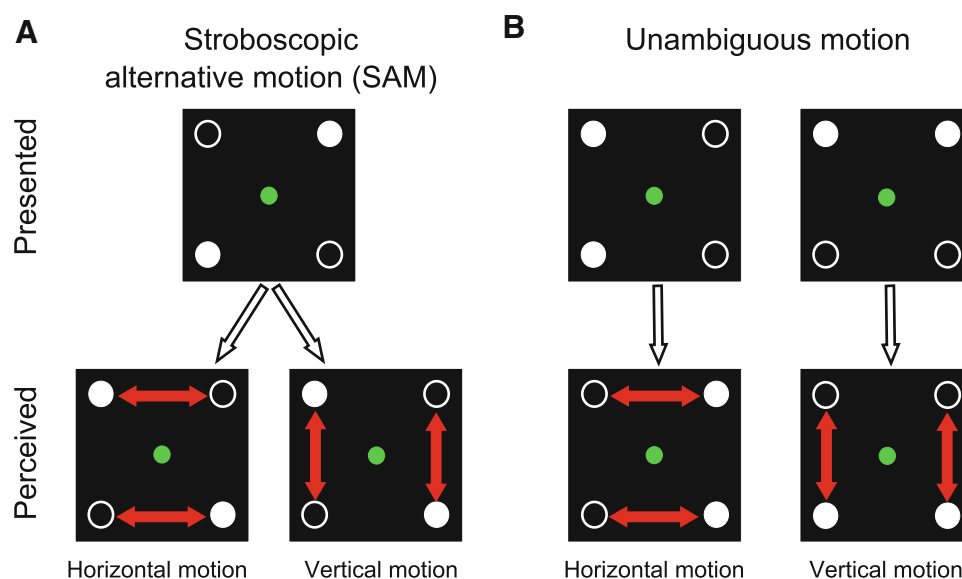 A
Stroboscopic
alternative motion (SAM)
B
Unambiguous motion
Presented
Perceived
Horizontal motion
Vertical motion
Horizontal motion
Vertical motion